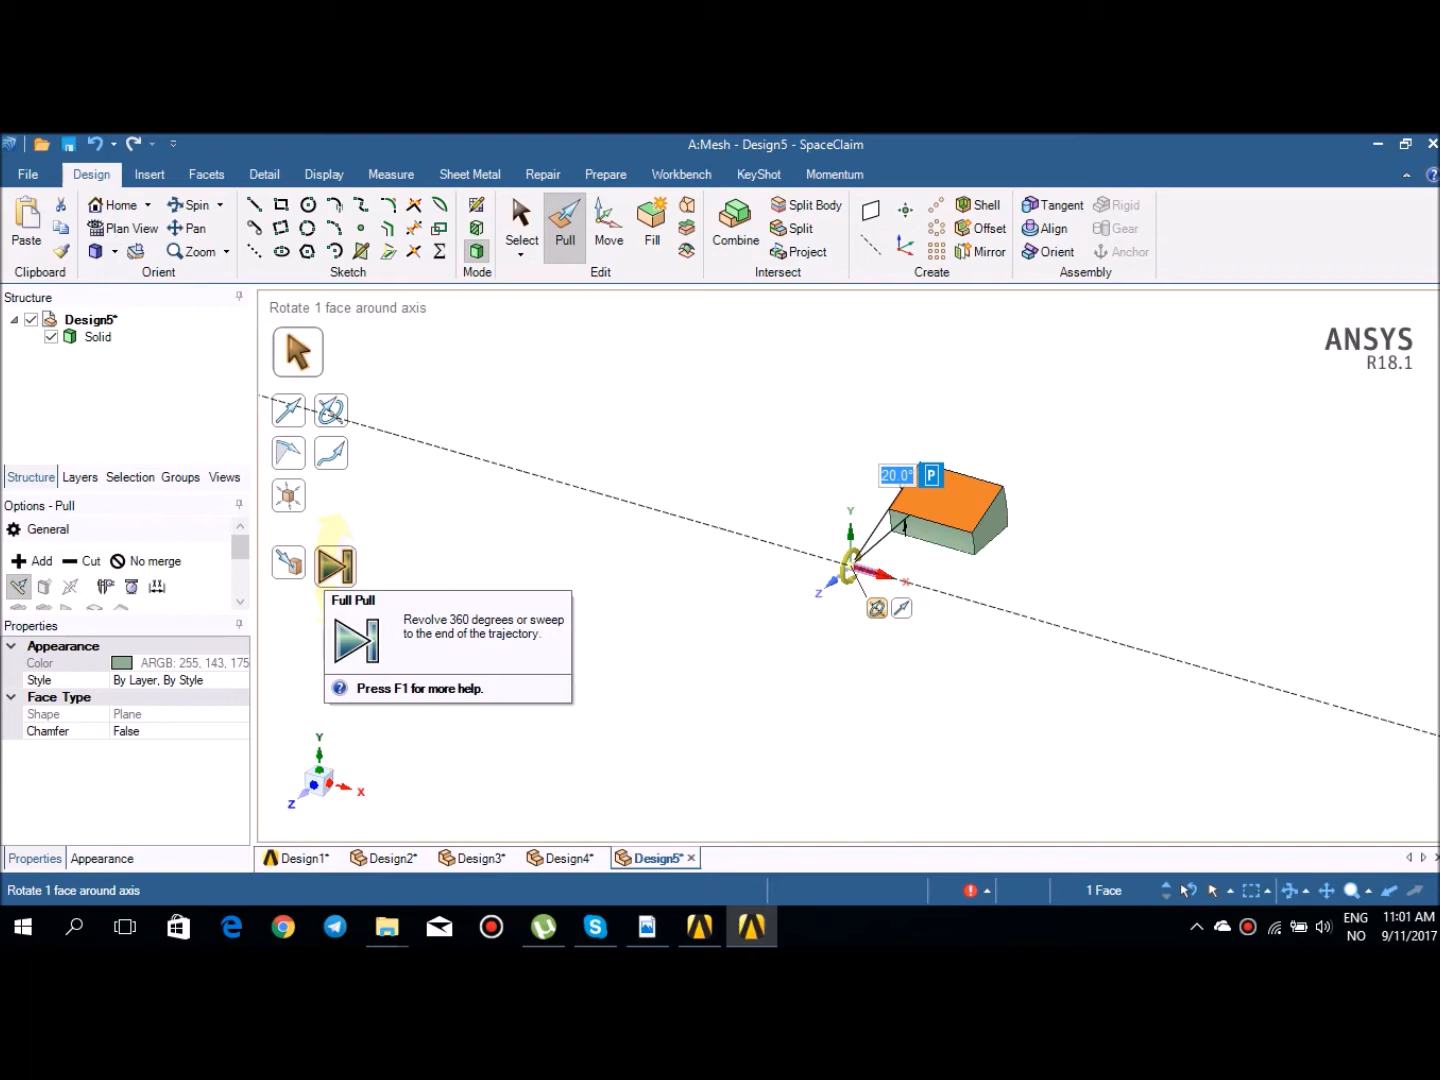 A:Mesh - Design5 - SpaceClaim
File Design Insert Facets Detail Display Measure Sheet Metal Repair Prepare Workbench KeyShot Momentum
Home Spin
Split Body
Shell
Tangent Rigid
Plan View Pan
Split
Offset
Align Gear
Paste
Zoom
Select Pull Move Fill
Combine
Project
Mirror
Orient Anchor
Clipboard Orient Sketch Mode Edit Intersect Create Assembly
Structure
Design5*
Solid
Structure Layers Selection Groups Views
Options - Pull
General
Add Cut No merge
Properties
Appearance
Color ARGB: 255, 143, 175
Style By Layer, By Style
Face Type
Shape Plane
Chamfer False
Properties Appearance
Rotate 1 face around axis
ANSYS
R18.1
20.0° P
Y
X
Z
Full Pull
Revolve 360 degrees or sweep
to the end of the trajectory.
Press F1 for more help.
Y
X
Z
Design1* Design2* Design3* Design4* Design5*
Rotate 1 face around axis
1 Face
ENG
NO
11:01 AM
9/11/2017